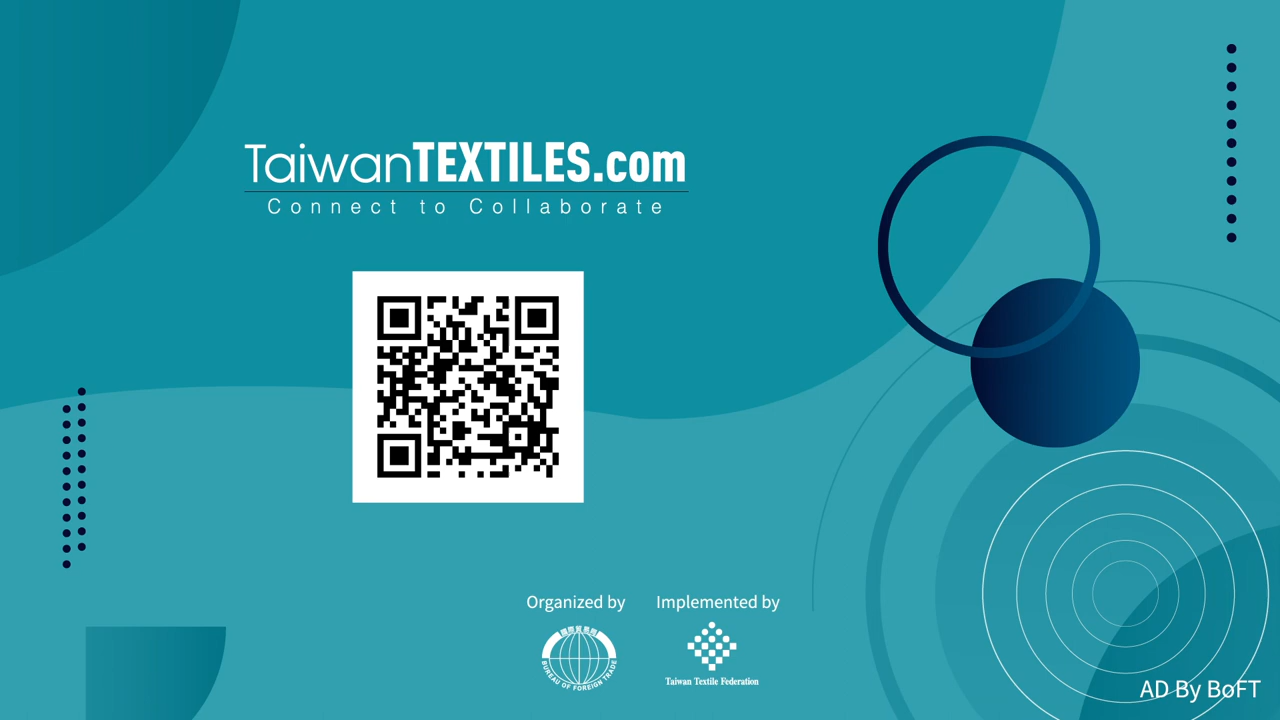 TaiwanTEXTILES.com
Connect to Collaborate
Organized by
Implemented by
BUREAU OF FOREIGN TRADE
Taiwan Textile Federation
AD By BoFT